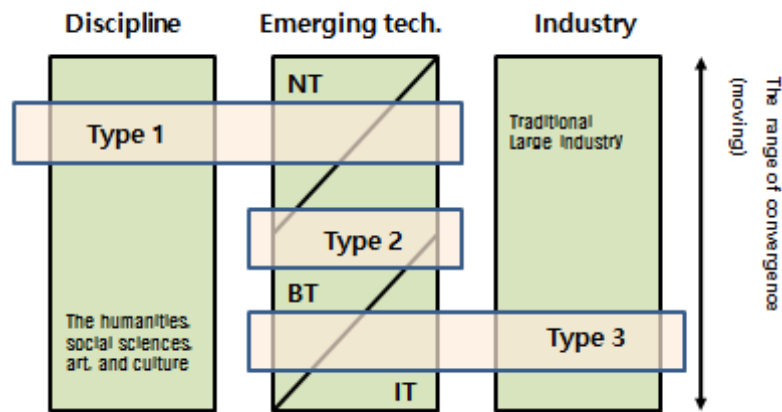 Discipline
Emerging tech.
Industry
NT
Type 1
Traditional
Large Industry
Type 2
BT
The humanities,
social sciences,
art, and culture
Type 3
IT
The range of convergence
(moving)